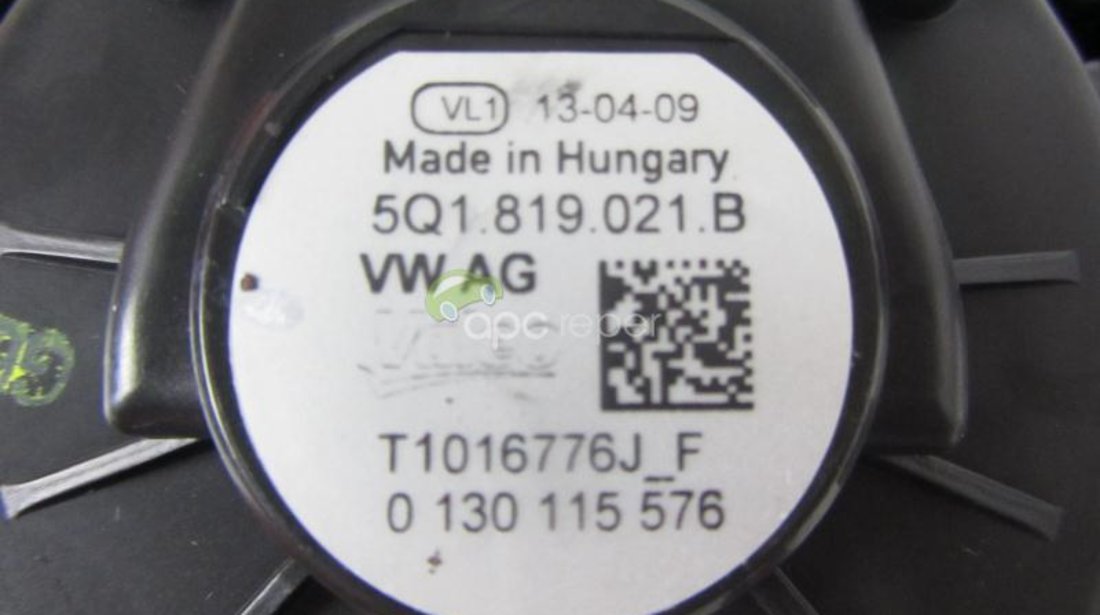 VL1 13-04-09
Made in Hungary
5Q1.819.021.B
VW AG
apc reper
T1016776J_F
0 130 115 576